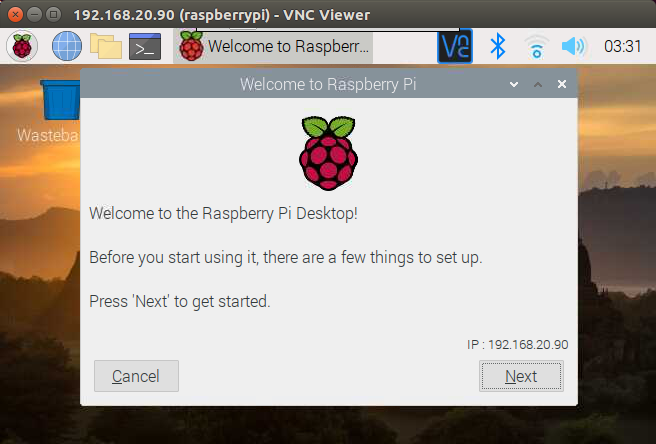 192.168.20.90 (raspberrypi) - VNC Viewer
Welcome to Raspberr...
03:31
Welcome to Raspberry Pi
Wasteba
Welcome to the Raspberry Pi Desktop!
Before you start using it, there are a few things to set up.
Press 'Next' to get started.
IP : 192.168.20.90
Cancel
Next